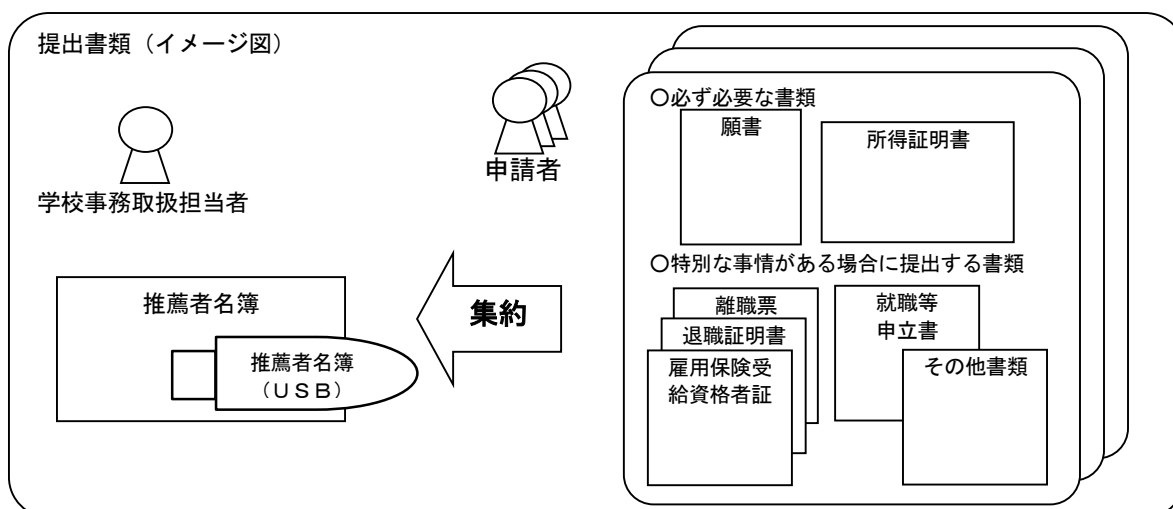 提出書類（イメージ図）
学校事務取扱担当者
申請者
〇必ず必要な書類
願書
所得証明書
〇特別な事情がある場合に提出する書類
離職票
退職証明書
雇用保険受
給資格者証
就職等
申立書
その他書類
集約
推薦者名簿
推薦者名簿
（ＵＳＢ）